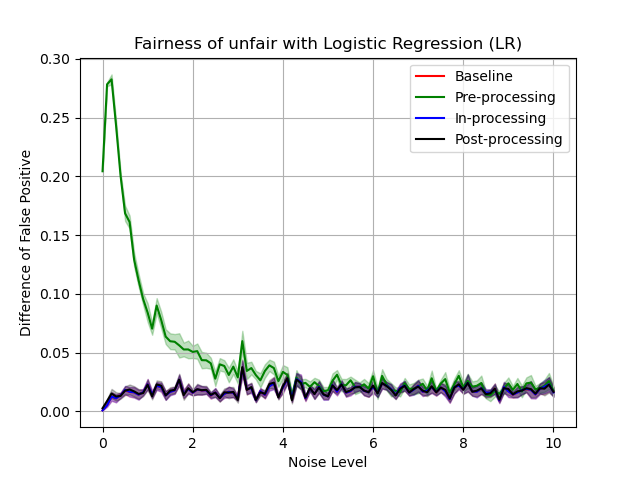 Fairness of unfair with Logistic Regression (LR)
Baseline
Pre-processing
In-processing
Post-processing
Difference of False Positive
0.30
0.25
0.20
0.15
0.10
0.05
0.00
0 2 4 6 8 10
Noise Level